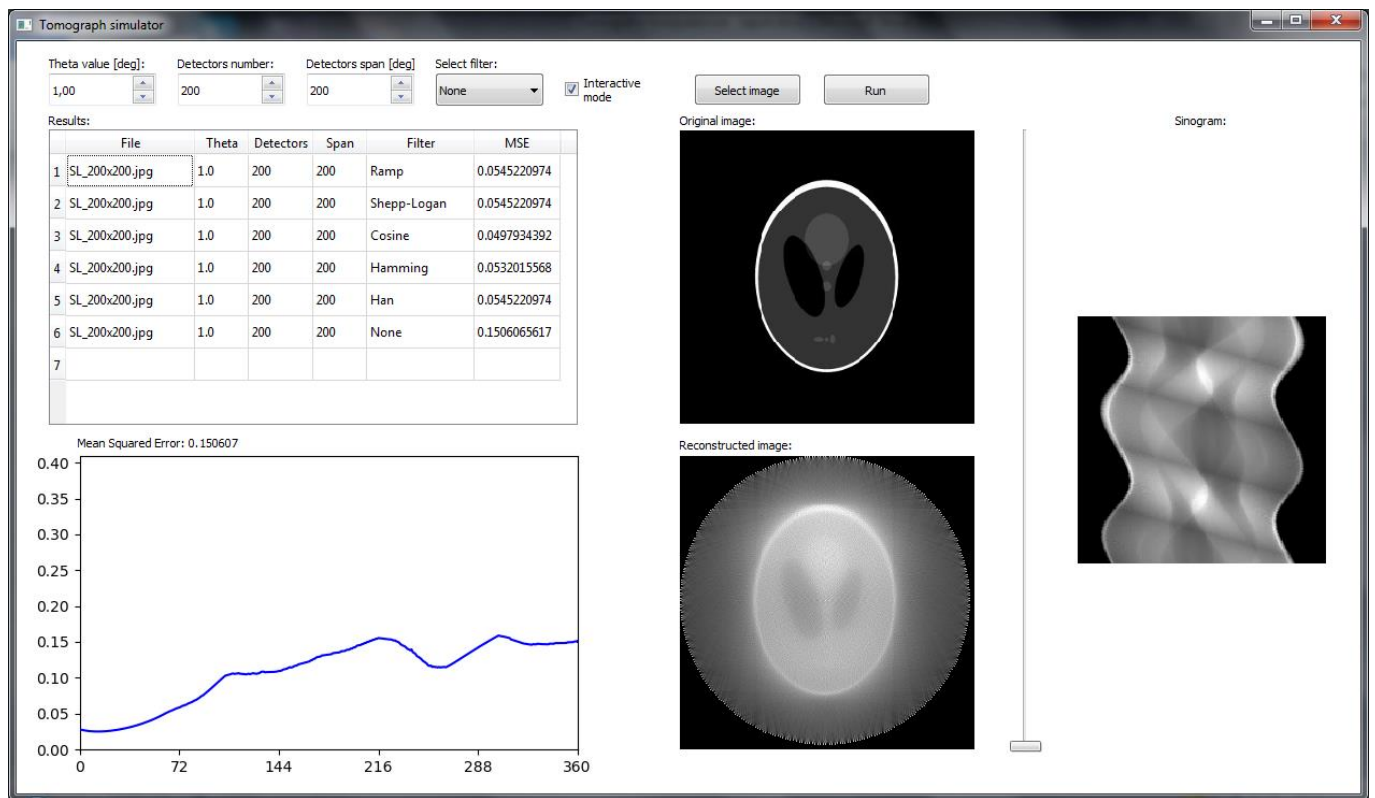 Tomograph simulator
Theta value [deg]: Detectors number: Detectors span [deg] Select filter:
1,00 200 200 None Interactive mode Select image Run
Results: Original image: Sinogram:
File Theta Detectors Span Filter MSE
1 SL_200x200.jpg 1.0 200 200 Ramp 0.0545220974
2 SL_200x200.jpg 1.0 200 200 Shepp-Logan 0.0545220974
3 SL_200x200.jpg 1.0 200 200 Cosine 0.0497934392
4 SL_200x200.jpg 1.0 200 200 Hamming 0.0532015568
5 SL_200x200.jpg 1.0 200 200 Han 0.0545220974
6 SL_200x200.jpg 1.0 200 200 None 0.1506065617
7
Mean Squared Error: 0.150607 Reconstructed image:
0.40
0.35
0.30
0.25
0.20
0.15
0.10
0.05
0.00
0 72 144 216 288 360